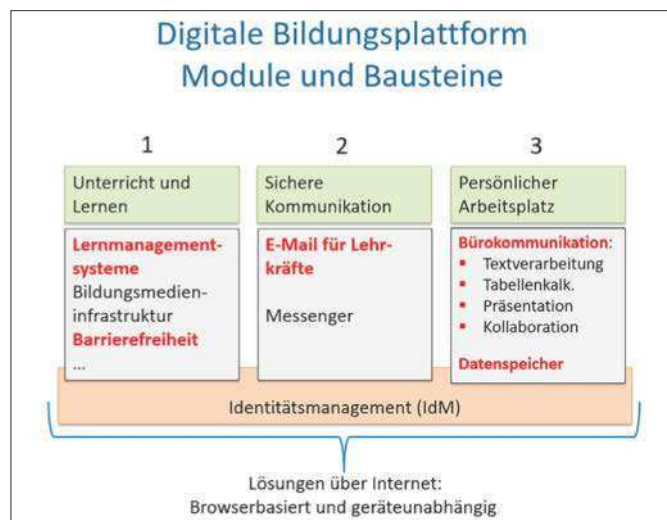 Digitale Bildungsplattform
Module und Bausteine
1
Unterricht und
Lernen
Lernmanagement-
systeme
Bildungsmedien-
infrastruktur
Barrierefreiheit
...
2
Sichere
Kommunikation
E-Mail für Lehr-
kräfte
Messenger
3
Persönlicher
Arbeitsplatz
Bürokommunikation:
▪ Textverarbeitung
▪ Tabellenkalk.
▪ Präsentation
▪ Kollaboration
Datenspeicher
Identitätsmanagement (IdM)
Lösungen über Internet:
Browserbasiert und geräteunabhängig